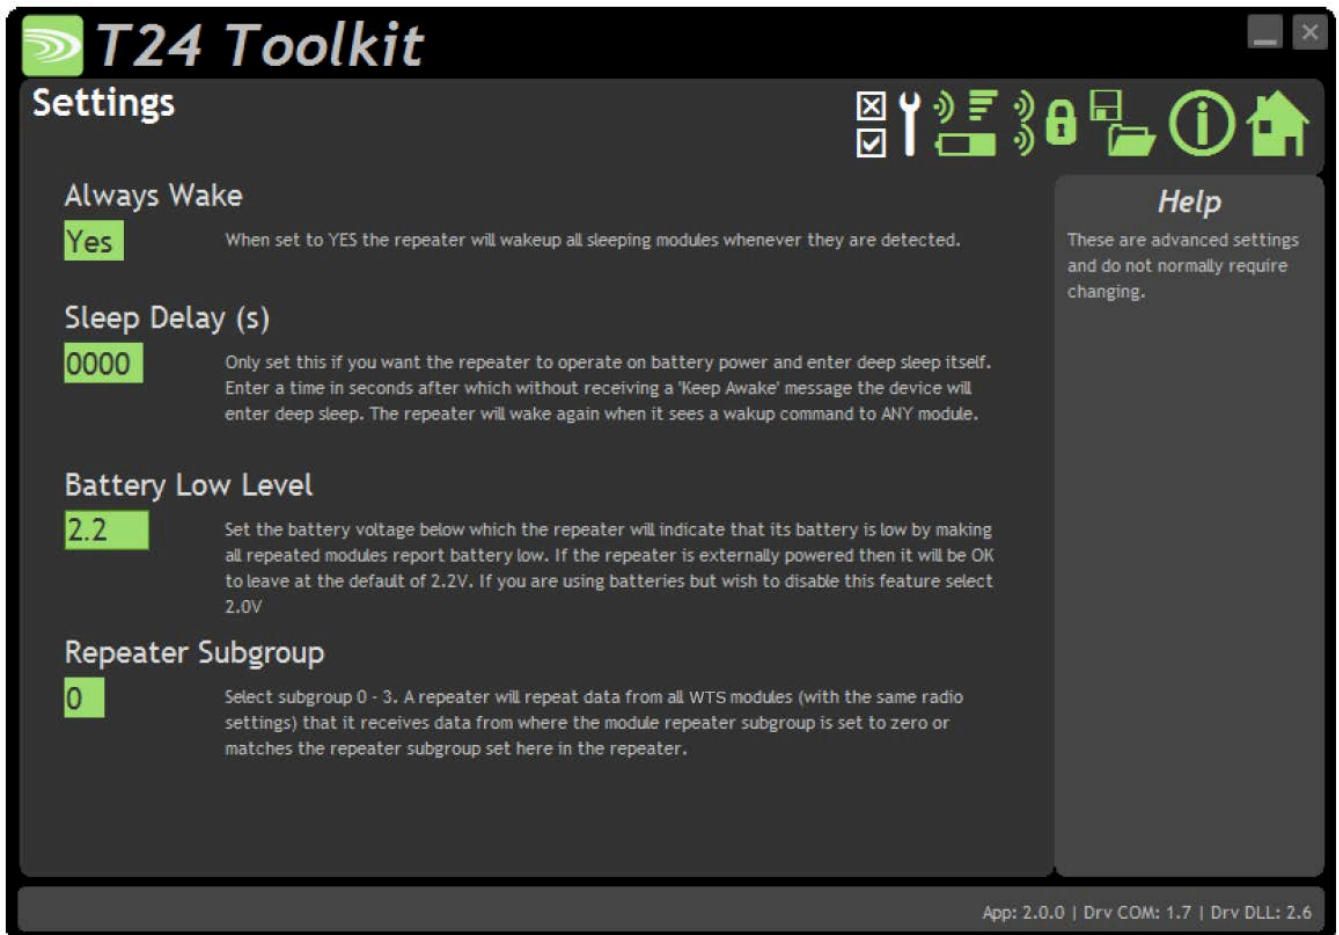 T24 Toolkit
Settings
Always Wake
Yes
When set to YES the repeater will wakeup all sleeping modules whenever they are detected.
Sleep Delay (s)
0000
Only set this if you want the repeater to operate on battery power and enter deep sleep itself.
Enter a time in seconds after which without receiving a 'Keep Awake' message the device will
enter deep sleep. The repeater will wake again when it sees a wakup command to ANY module.
Battery Low Level
2.2
Set the battery voltage below which the repeater will indicate that its battery is low by making
all repeated modules report battery low. If the repeater is externally powered then it will be OK
to leave at the default of 2.2V. If you are using batteries but wish to disable this feature select
2.0V
Repeater Subgroup
0
Select subgroup 0 - 3. A repeater will repeat data from all WTS modules (with the same radio
settings) that it receives data from where the module repeater subgroup is set to zero or
matches the repeater subgroup set here in the repeater.
Help
These are advanced settings
and do not normally require
changing.
App: 2.0.0 | Drv COM: 1.7 | Drv DLL: 2.6